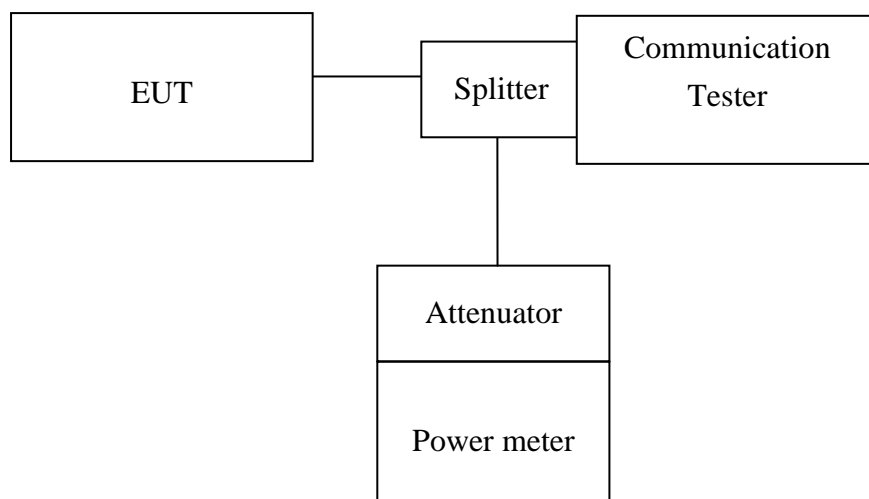 EUT
Splitter
Communication
Tester
Attenuator
Power meter